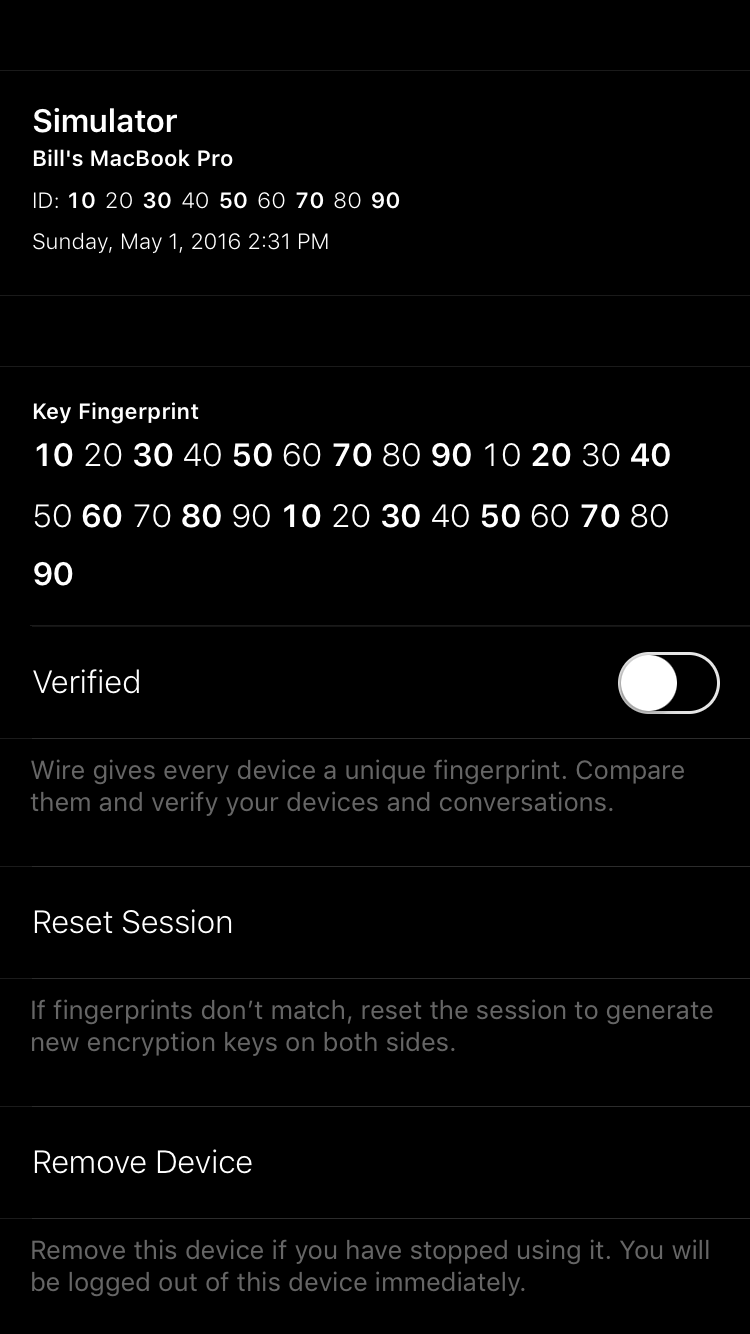 Simulator
Bill's MacBook Pro
ID: 10 20 30 40 50 60 70 80 90
Sunday, May 1, 2016 2:31 PM
Key Fingerprint
10 20 30 40 50 60 70 80 90 10 20 30 40
50 60 70 80 90 10 20 30 40 50 60 70 80
90
Verified
Wire gives every device a unique fingerprint. Compare
them and verify your devices and conversations.
Reset Session
If fingerprints don’t match, reset the session to generate
new encryption keys on both sides.
Remove Device
Remove this device if you have stopped using it. You will
be logged out of this device immediately.